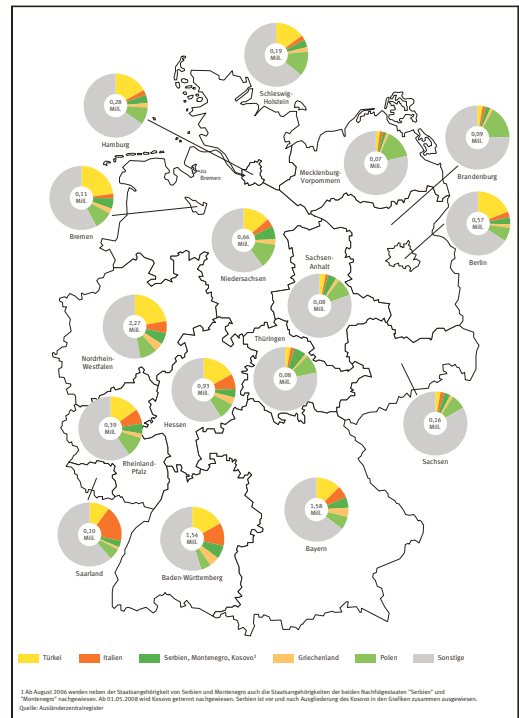 0,19
Mill.
Schleswig-
Holstein
0,28
Mill.
Hamburg
0,07
Mill.
Mecklenburg-
Vorpommern
0,09
Mill.
Brandenburg
zu
Bremen
0,11
Mill.
Bremen
0,66
Mill.
Niedersachsen
0,57
Mill.
Berlin
Sachsen-
Anhalt
0,08
Mill.
2,27
Mill.
Nordrhein-
Westfalen
Thüringen
0,08
Mill.
0,93
Mill.
Hessen
0,39
Mill.
Rheinland-
Pfalz
0,16
Mill.
Sachsen
0,10
Mill.
Saarland
1,54
Mill.
Baden-Württemberg
1,58
Mill.
Bayern
Türkei Italien Serbien, Montenegro, Kosovo¹ Griechenland Polen Sonstige
1 Ab August 2006 werden neben der Staatsangehörigkeit von Serbien und Montenegro auch die Staatsangehörigkeiten der beiden Nachfolgestaaten "Serbien" und
"Montenegro" nachgewiesen. Ab 01.05.2008 wird Kosovo getrennt nachgewiesen. Serbien ist vor und nach Ausgliederung des Kosovo in den Grafiken zusammen ausgewiesen.
Quelle: Ausländerzentralregister